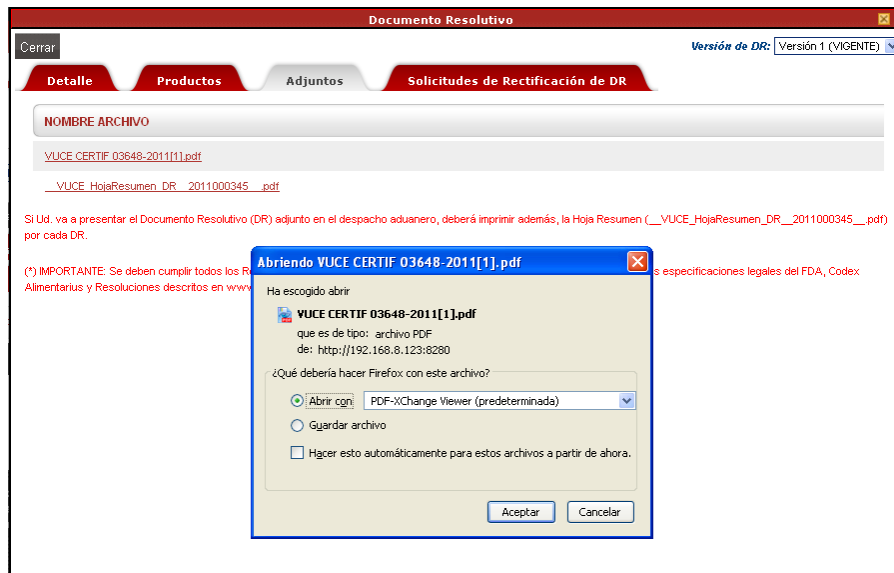 Documento Resolutivo
Cerrar
Versión de DR: Versión 1 (VIGENTE)
Detalle Productos Adjuntos Solicitudes de Rectificación de DR
NOMBRE ARCHIVO
VUCE CERTIF 03648-2011[1].pdf
__VUCE_HojaResumen_DR__2011000345__.pdf
Si Ud. va a presentar el Documento Resolutivo (DR) adjunto en el despacho aduanero, deberá imprimir además, la Hoja Resumen (__VUCE_HojaResumen_DR__2011000345__.pdf)
por cada DR.
(*) IMPORTANTE: Se deben cumplir todos los
s especificaciones legales del FDA, Codex
Alimentarius y Resoluciones descritos en
Abriendo VUCE CERTIF 03648-2011[1].pdf
Ha escogido abrir
VUCE CERTIF 03648-2011[1].pdf
que es de tipo: archivo PDF
de: http://192.168.8.123:8280
¿Qué debería hacer Firefox con este archivo?
Abrir con PDF-XChange Viewer (predeterminada)
Guardar archivo
Hacer esto automáticamente para estos archivos a partir de ahora.
Aceptar Cancelar